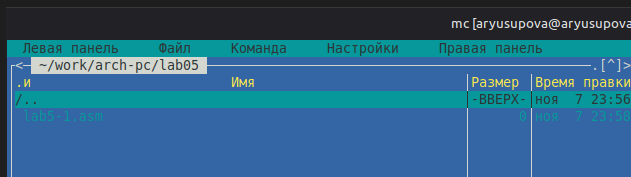 mc [aryusupova@aryusupova
Левая панель Файл Команда Настройки Правая панель
<─ ~/work/arch-pc/lab05 .[^]>
.и Имя Размер Время правки
/.. -ВВЕРХ- ноя 7 23:56
lab5-1.asm 0 ноя 7 23:58